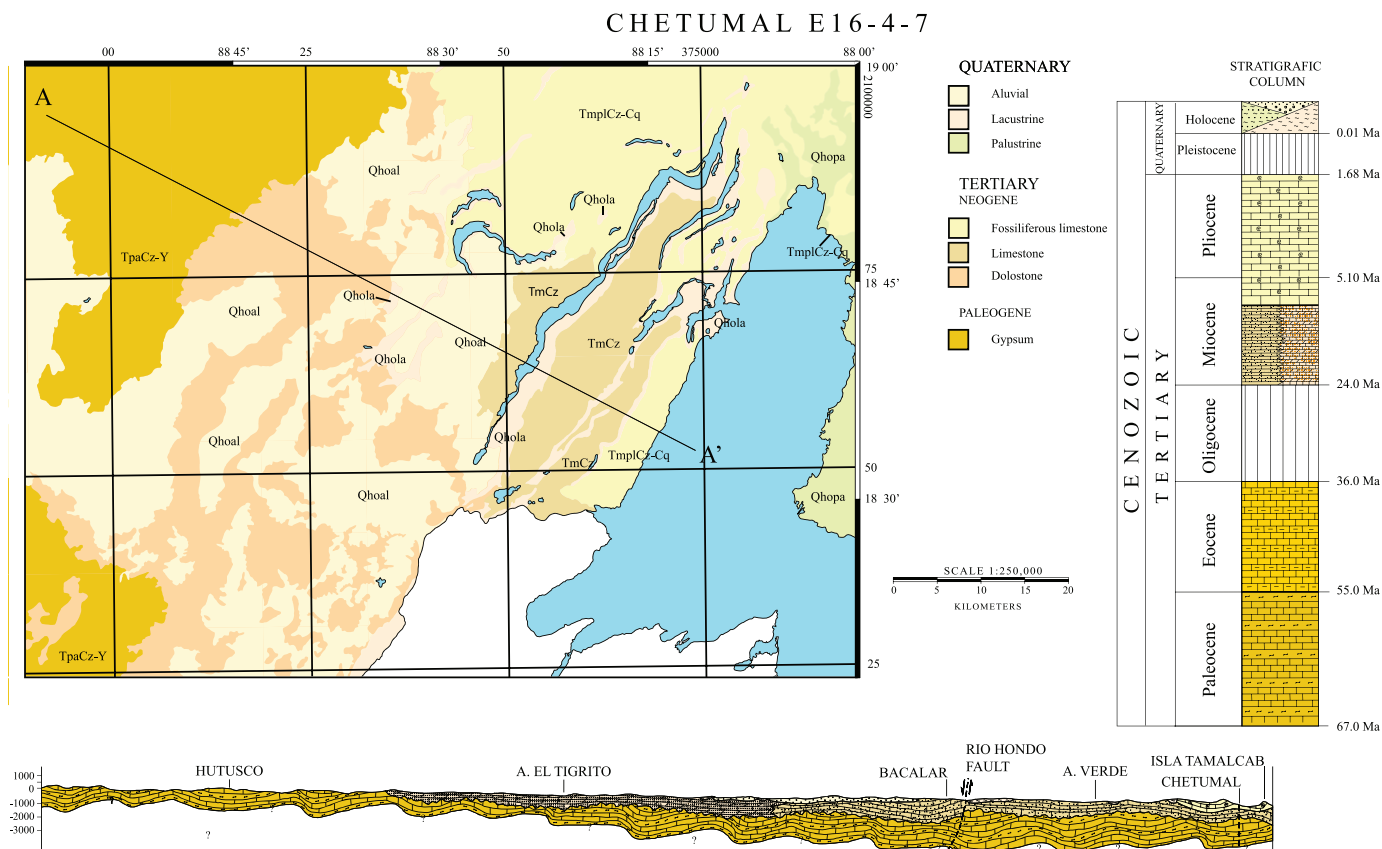 CHETUMAL E16-4-7
00
88 45'
25
88 30'
50
88 15'
375000
88 00'
19 00'
2100000
A
TmplCz-Cq
Qhopa
Qhoal
Qhola
Qhola
TmplCz-Cq
TpaCz-Y
75
18 45'
Qhola
TmCz
Qhoal
Qhola
Qhoal
TmCz
Qhola
Qhoal
Qhola
TmCz
TmplCz-Cq
A'
50
Qhoal
Qhopa
18 30'
TpaCz-Y
25
QUATERNARY
Aluvial
Lacustrine
Palustrine
TERTIARY
NEOGENE
Fossiliferous limestone
Limestone
Dolostone
PALEOGENE
Gypsum
SCALE 1:250,000
0 5 10 15 20
KILOMETERS
STRATIGRAFIC
COLUMN
CENOZOIC
QUATERNARY
TERTIARY
Holocene
0.01 Ma
Pleistocene
1.68 Ma
Pliocene
5.10 Ma
Miocene
24.0 Ma
Oligocene
36.0 Ma
Eocene
55.0 Ma
Paleocene
67.0 Ma
HUTUSCO
A. EL TIGRITO
BACALAR
RIO HONDO
FAULT
A. VERDE
ISLA TAMALCAB
CHETUMAL
1000
0
-1000
-2000
-3000
? ? ? ? ? ? ? ?